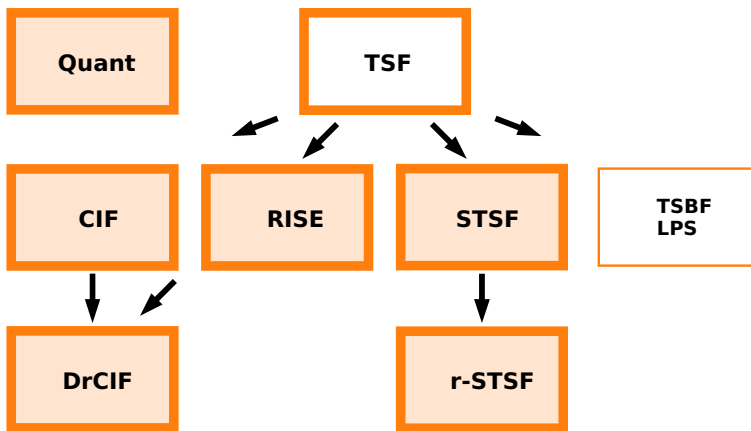 Quant
TSF
CIF
RISE
STSF
TSBF
LPS
DrCIF
r-STSF